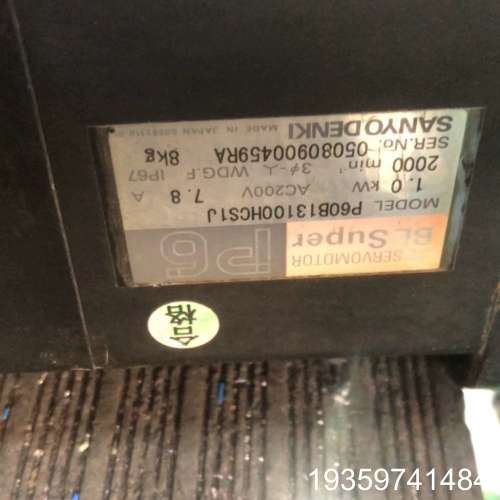 SERVOMOTOR
BL Super P6
MODEL P60B13100HCS1J
1.0 kW AC200V 7.8 A
2000 min⁻¹ 3ϕ-人 WDG.F IP67
SER.No. 05080900459RA 8kg
SANYO DENKI MADE IN JAPAN
合格
19359741484